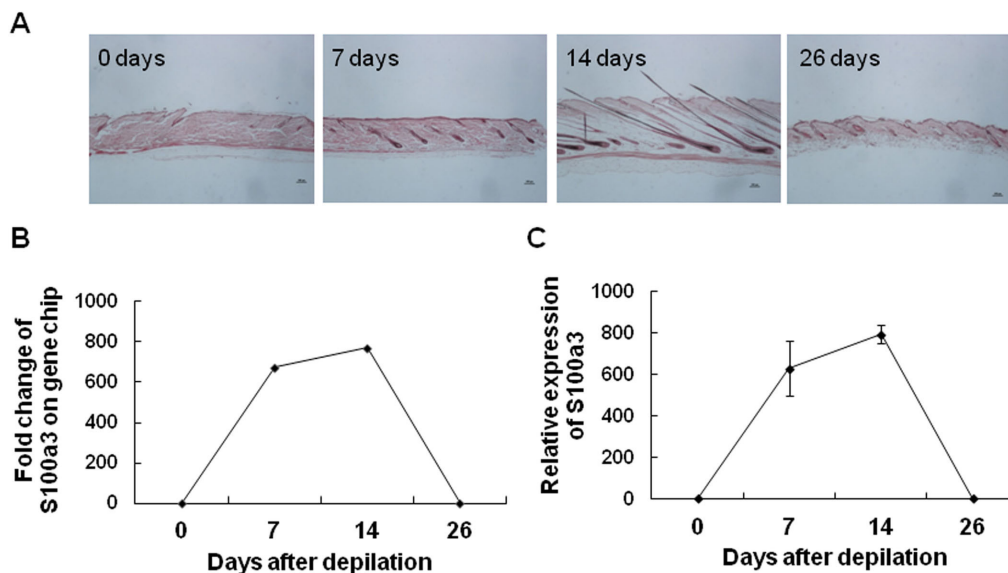 A
0 days
7 days
14 days
26 days
B
Fold change of
S100a3 on gene chip
1000
800
600
400
200
0
0 7 14 26
Days after depilation
C
Relative expression
of S100a3
1000
800
600
400
200
0
0 7 14 26
Days after depilation